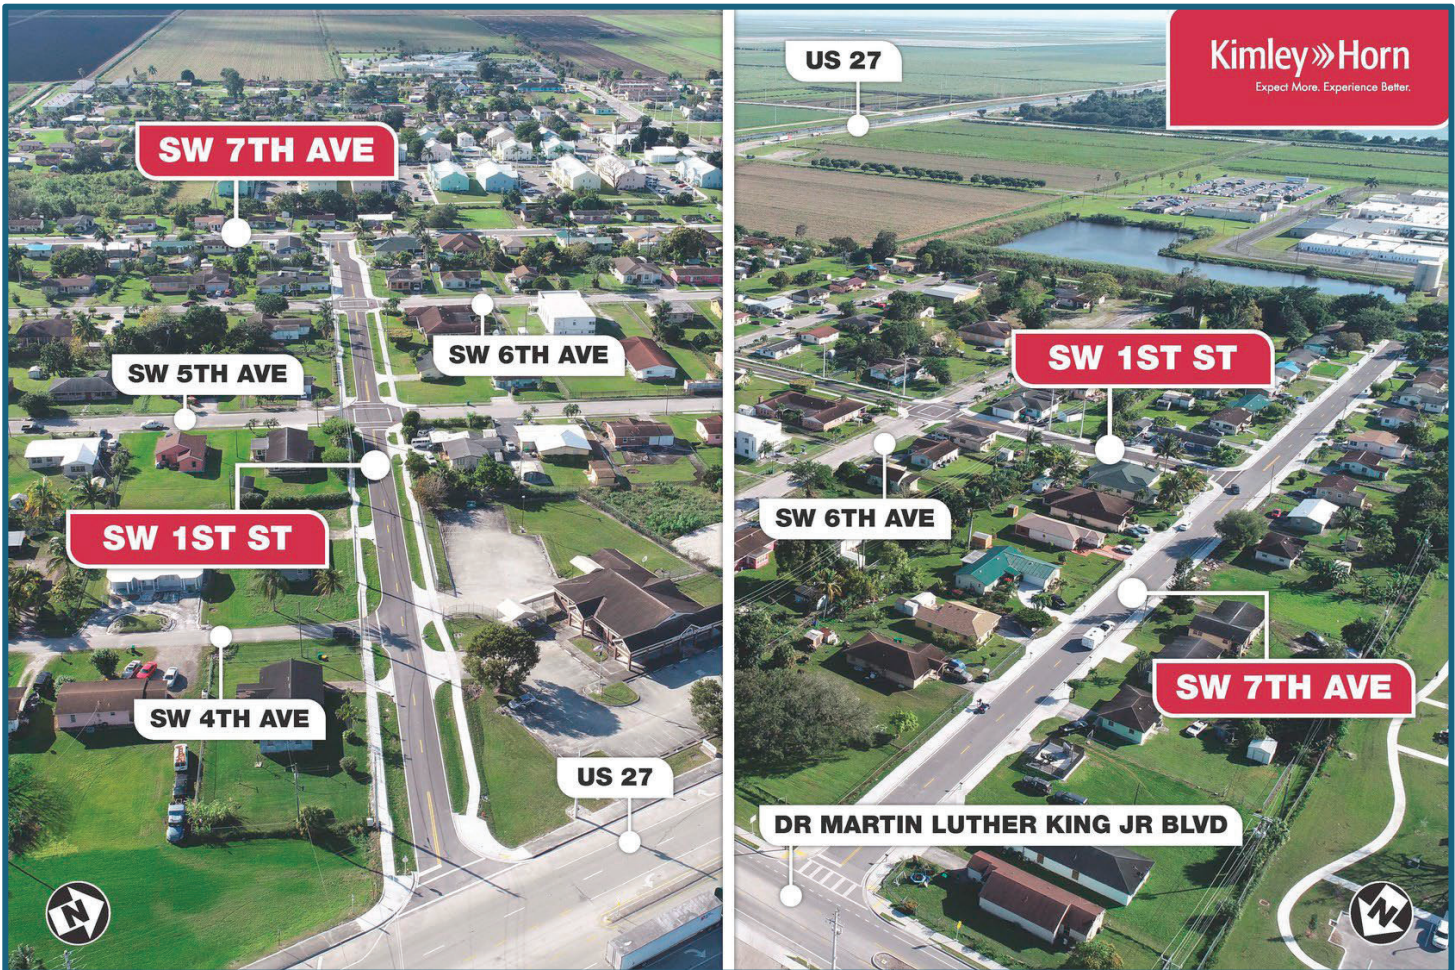 SW 7TH AVE
SW 6TH AVE
SW 5TH AVE
SW 1ST ST
SW 4TH AVE
US 27
N
US 27
Kimley»Horn
Expect More. Experience Better.
SW 1ST ST
SW 6TH AVE
SW 7TH AVE
DR MARTIN LUTHER KING JR BLVD
N